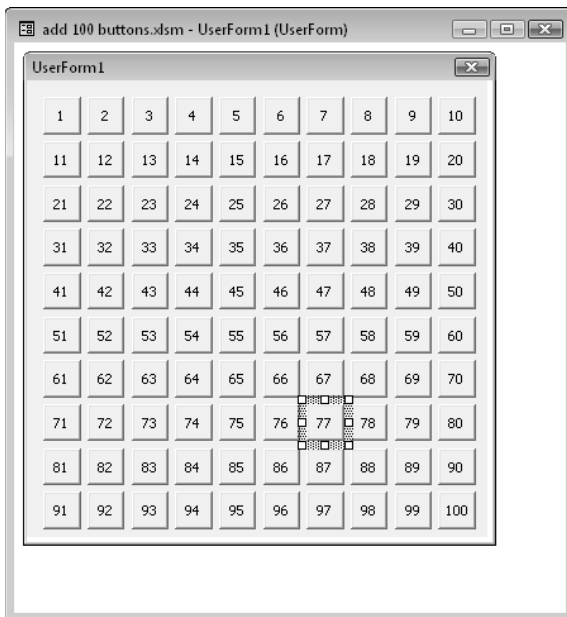 add 100 buttons.xlsm - UserForm1 (UserForm)
UserForm1
1 2 3 4 5 6 7 8 9 10
11 12 13 14 15 16 17 18 19 20
21 22 23 24 25 26 27 28 29 30
31 32 33 34 35 36 37 38 39 40
41 42 43 44 45 46 47 48 49 50
51 52 53 54 55 56 57 58 59 60
61 62 63 64 65 66 67 68 69 70
71 72 73 74 75 76 77 78 79 80
81 82 83 84 85 86 87 88 89 90
91 92 93 94 95 96 97 98 99 100